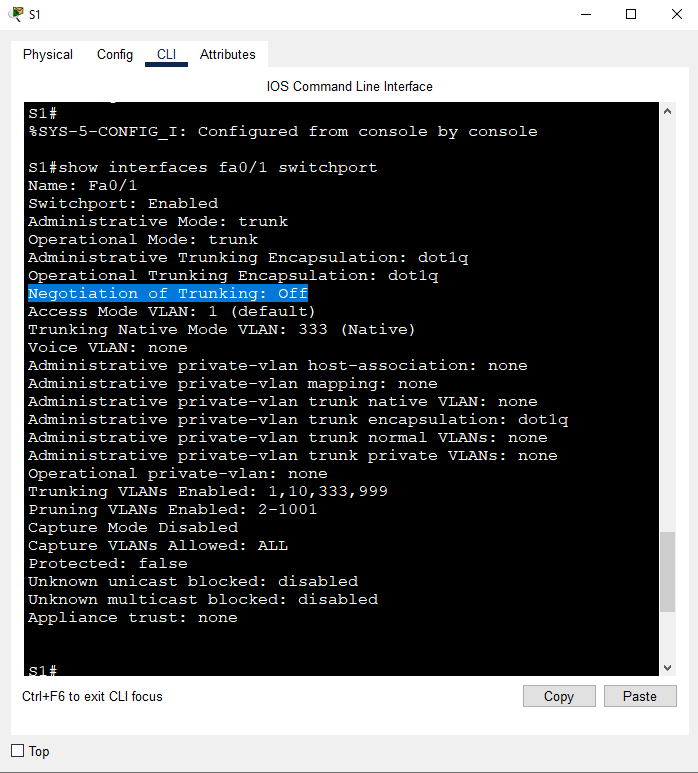 S1
Physical Config CLI Attributes
IOS Command Line Interface
S1#
%SYS-5-CONFIG_I: Configured from console by console
S1#show interfaces fa0/1 switchport
Name: Fa0/1
Switchport: Enabled
Administrative Mode: trunk
Operational Mode: trunk
Administrative Trunking Encapsulation: dot1q
Operational Trunking Encapsulation: dot1q
Negotiation of Trunking: Off
Access Mode VLAN: 1 (default)
Trunking Native Mode VLAN: 333 (Native)
Voice VLAN: none
Administrative private-vlan host-association: none
Administrative private-vlan mapping: none
Administrative private-vlan trunk native VLAN: none
Administrative private-vlan trunk encapsulation: dot1q
Administrative private-vlan trunk normal VLANs: none
Administrative private-vlan trunk private VLANs: none
Operational private-vlan: none
Trunking VLANs Enabled: 1,10,333,999
Pruning VLANs Enabled: 2-1001
Capture Mode Disabled
Capture VLANs Allowed: ALL
Protected: false
Unknown unicast blocked: disabled
Unknown multicast blocked: disabled
Appliance trust: none
S1#
Ctrl+F6 to exit CLI focus
Copy Paste
Top